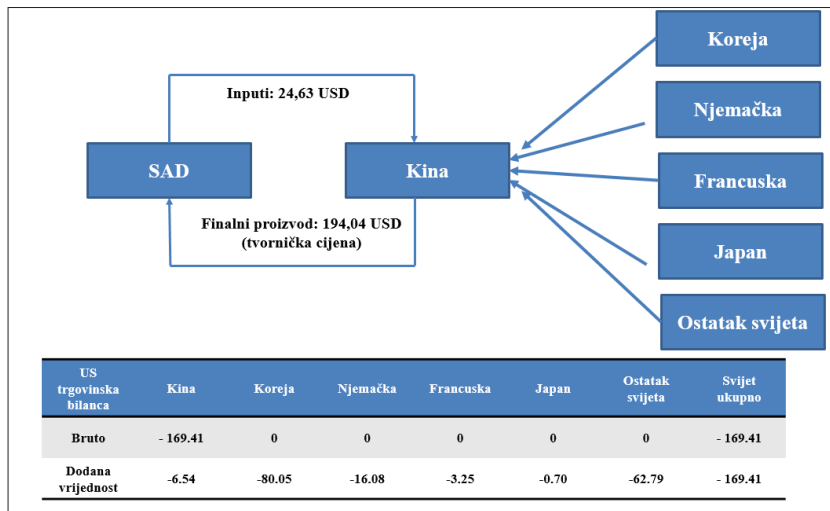 Koreja
Inputi: 24,63 USD
Njemačka
SAD
Kina
Francuska
Finalni proizvod: 194,04 USD
(tvornička cijena)
Japan
Ostatak svijeta
US
trgovinska
bilanca
Kina
Koreja
Njemačka
Francuska
Japan
Ostatak
svijeta
Svijet
ukupno
Bruto
- 169.41
0
0
0
0
0
- 169.41
Dodana
vrijednost
-6.54
-80.05
-16.08
-3.25
-0.70
-62.79
- 169.41